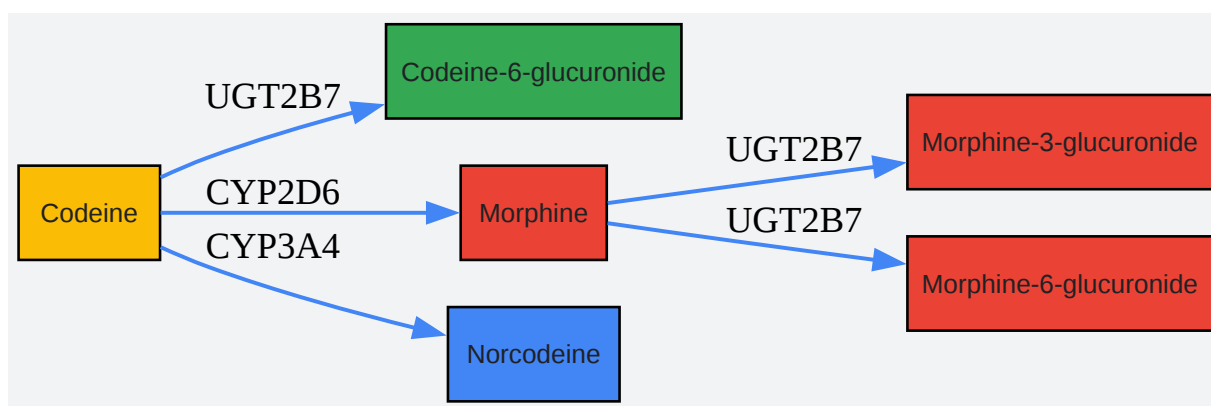 Codeine-6-glucuronide
UGT2B7
UGT2B7
Morphine-3-glucuronide
Codeine
CYP2D6
Morphine
CYP3A4
UGT2B7
Morphine-6-glucuronide
Norcodeine